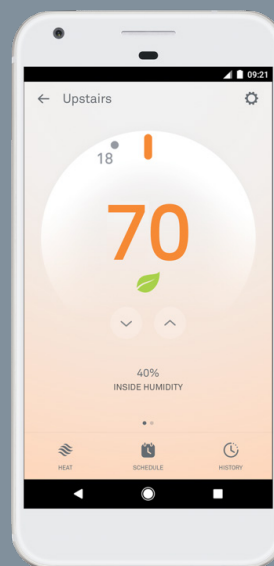 09:21
Upstairs
18
70
40%
INSIDE HUMIDITY
HEAT
SCHEDULE
HISTORY